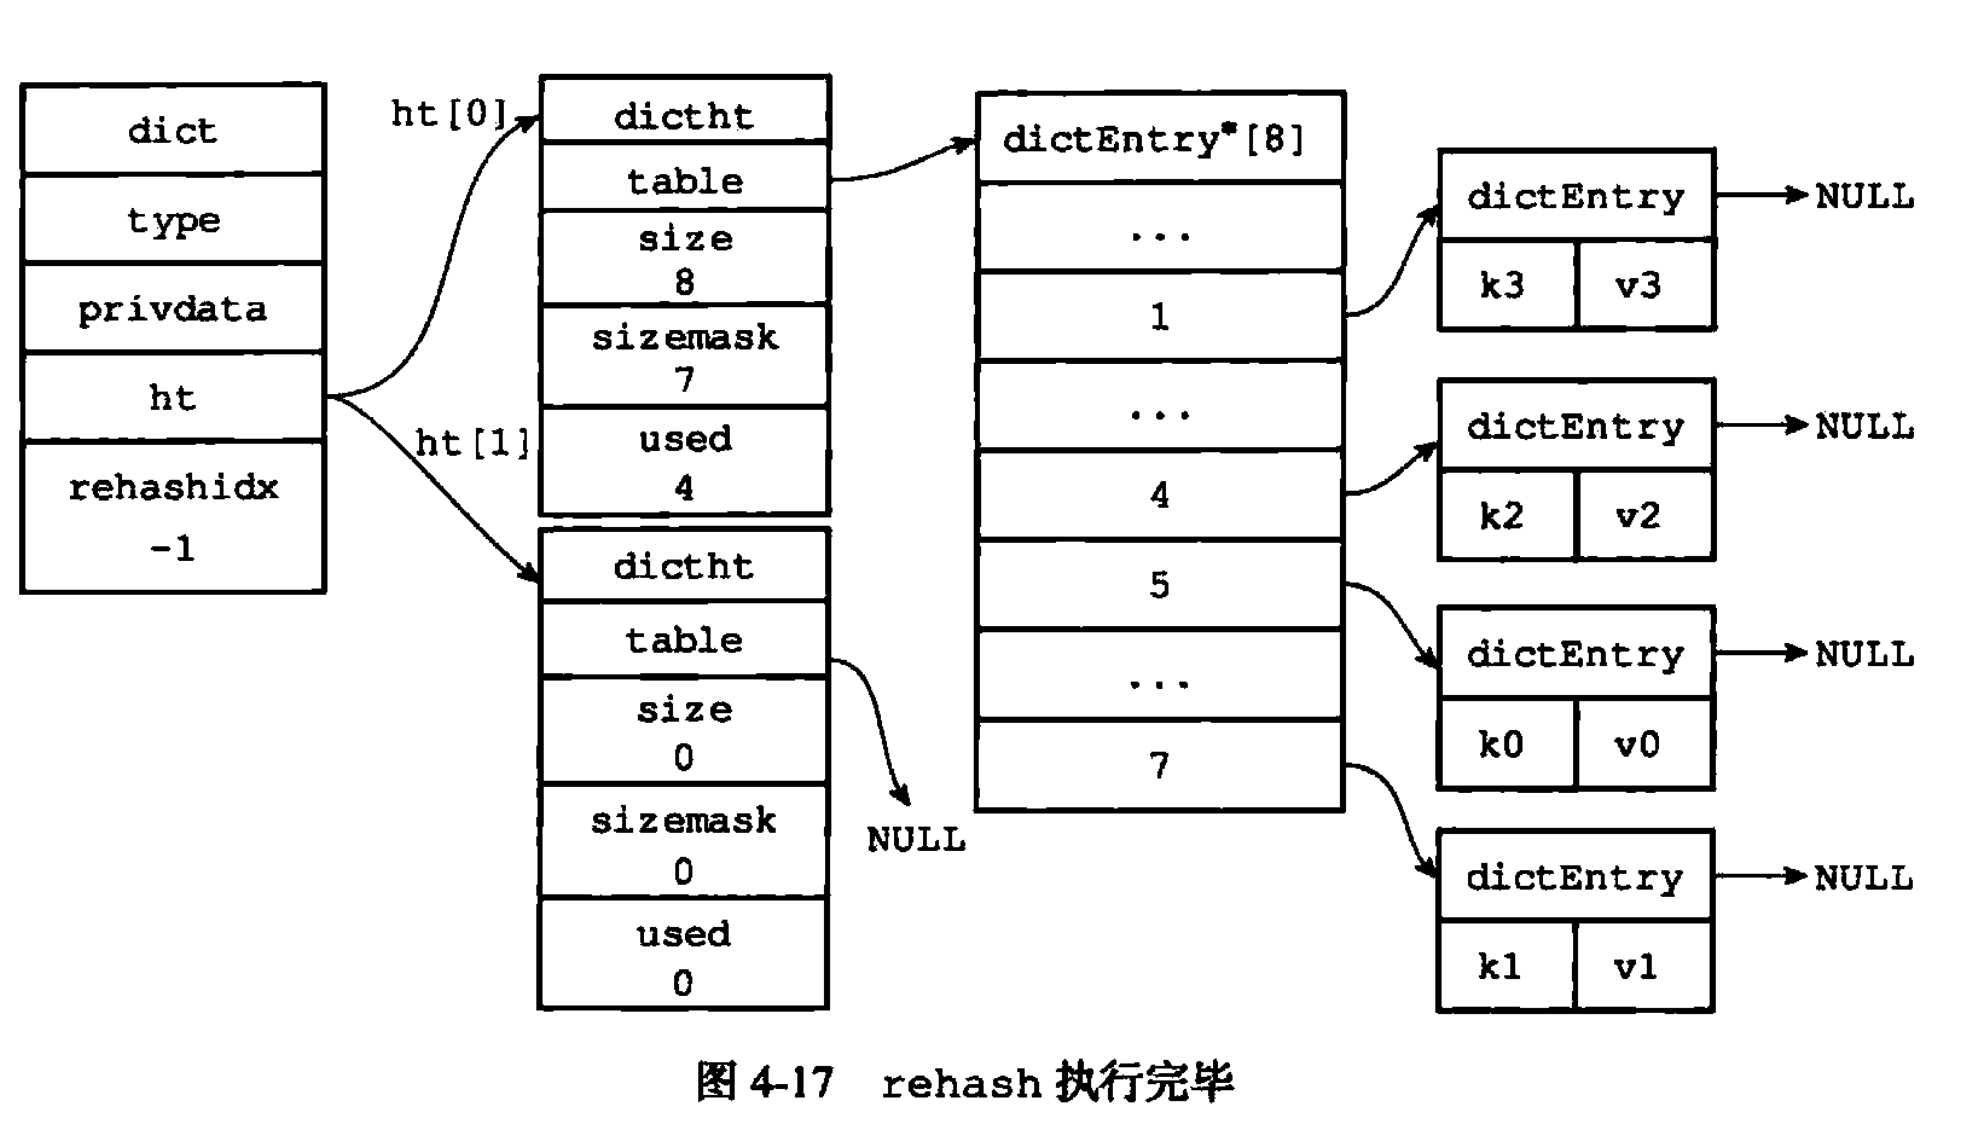 dict
type
privdata
ht
rehashidx
-1
ht[0]
ht[1]
dictht
table
size
8
sizemask
7
used
4
dictht
table
size
0
sizemask
0
used
0
NULL
dictEntry*[8]
...
1
...
4
5
...
7
dictEntry
k3 v3
NULL
dictEntry
k2 v2
NULL
dictEntry
k0 v0
NULL
dictEntry
k1 v1
NULL
图 4-17 rehash 执行完毕